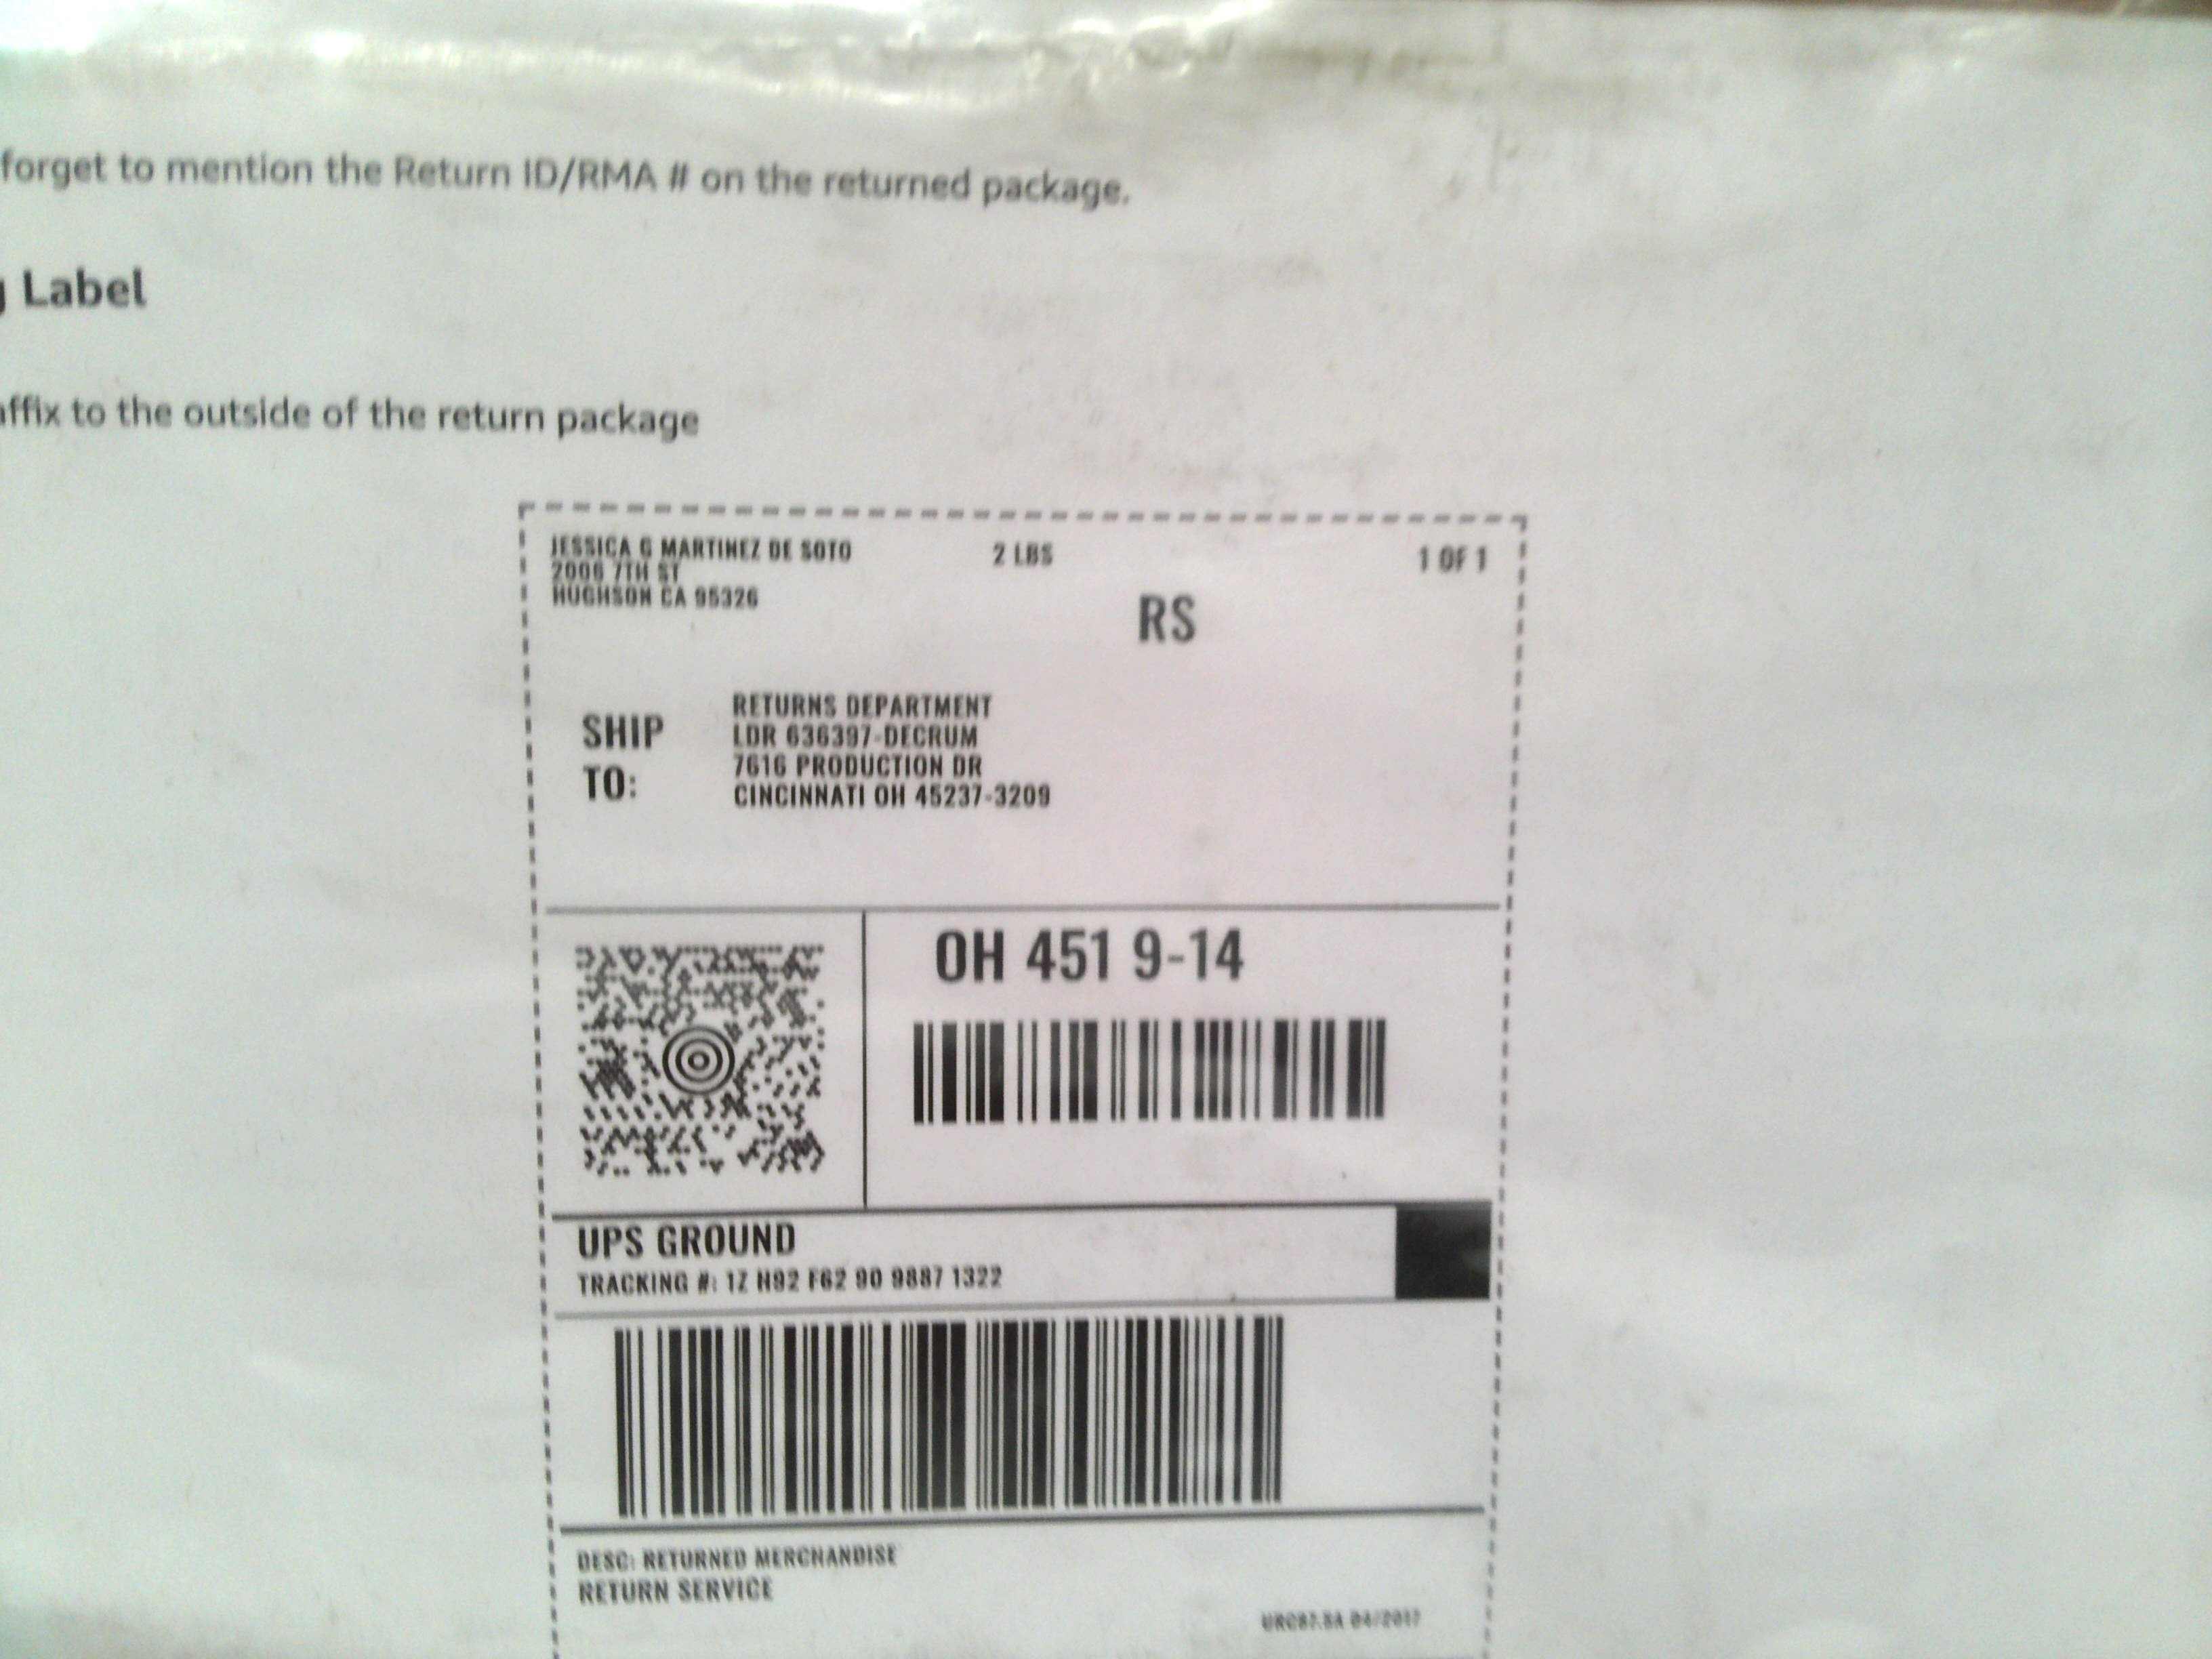 forget to mention the Return ID/RMA # on the returned package.
Label
affix to the outside of the return package
JESSICA G MARTINEZ DE SOTO
2 LBS
1 OF 1
2006 7TH ST
HUGHSON CA 95326
RS
SHIP
TO:
RETURNS DEPARTMENT
LDR 636397-DECRUM
7616 PRODUCTION DR
CINCINNATI OH 45237-3209
OH 451 9-14
UPS GROUND
TRACKING #: 1Z H92 F62 90 9887 1322
DESC: RETURNED MERCHANDISE
RETURN SERVICE
04/2017